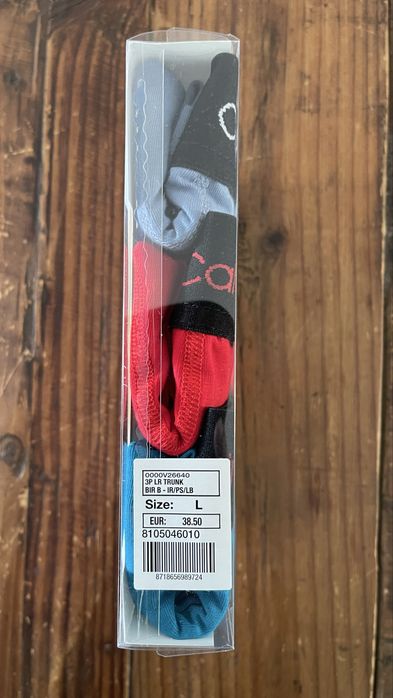 0000V26640
3P LR TRUNK
BIR B - IR/PS/LB
Size: L
EUR: 38.50
8105046010
8718656989724